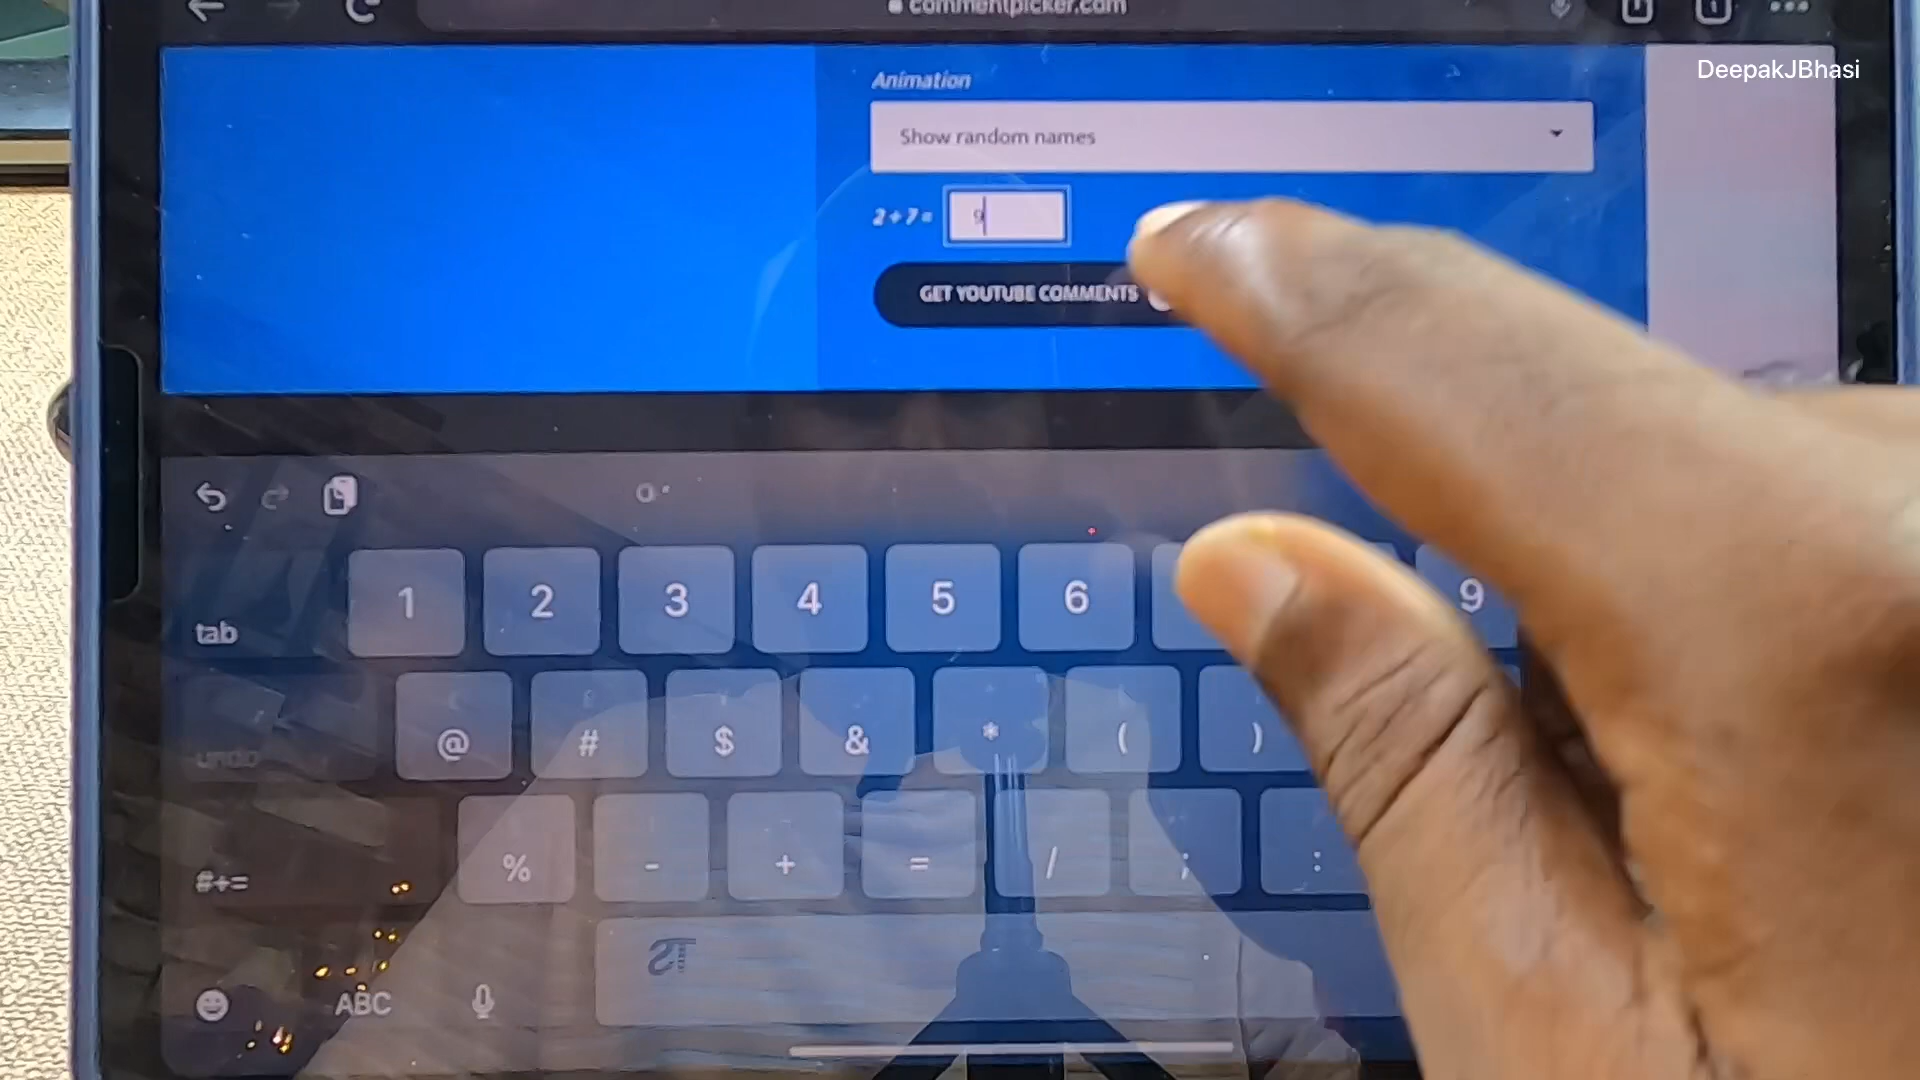 commentpicker.com
DeepakJBhasi
Animation
Show random names
2+7= 9
GET YOUTUBE COMMENTS
tab 1 2 3 4 5 6 9
undo @ # $ & * ( )
#+= % - + = / ; :
ABC